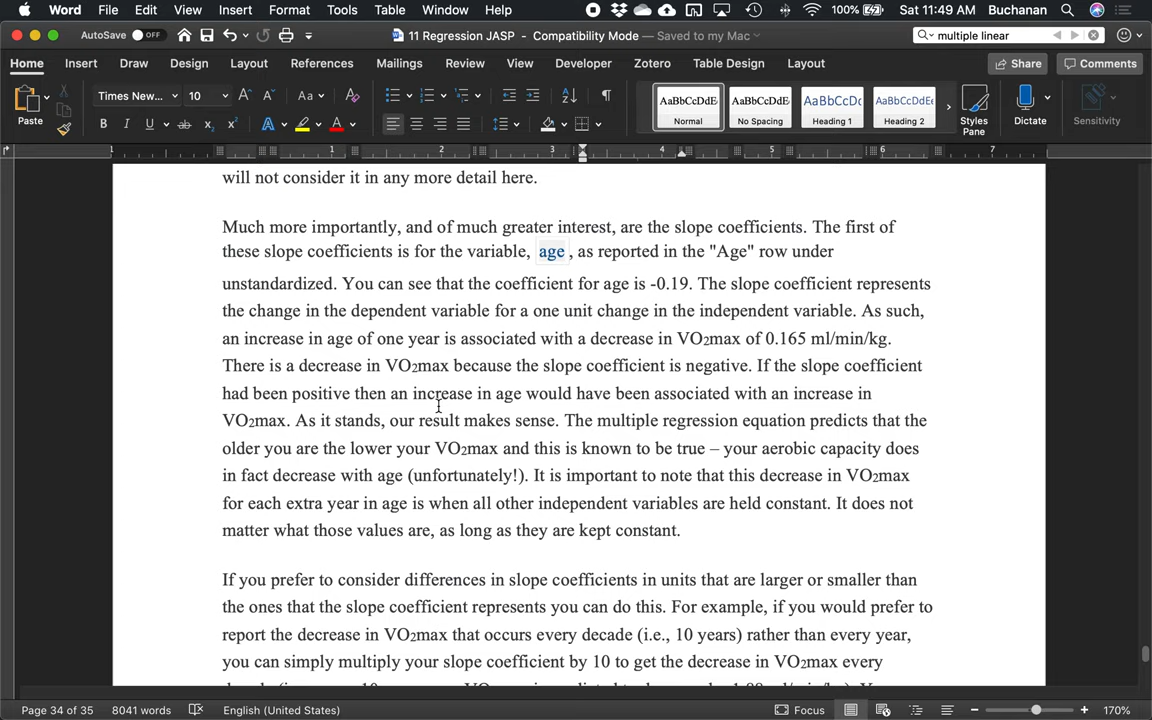 Word File Edit Insert Format Tools Table Window Help 100% Sat 11:49 AM Buchanan
AutoSave OFF 11 Regression JASP - Compatibility Mode — Saved to my Mac multiple linear
Home Insert Draw Design Layout References Mailings Review View Developer Zotero Table Design Layout Share Comments
Paste Times New... 10 Aa AaBbCcDdE AaBbCcDdE AaBbCcDc AaBbCcDdEe Styles Pane Dictate Sensitivity
B I U ab x2 x2 A A Normal No Spacing Heading 1 Heading 2
1 1 2 3 4 5 6 7
will not consider it in any more detail here.
Much more importantly, and of much greater interest, are the slope coefficients. The first of
these slope coefficients is for the variable, age, as reported in the "Age" row under
unstandardized. You can see that the coefficient for age is -0.19. The slope coefficient represents
the change in the dependent variable for a one unit change in the independent variable. As such,
an increase in age of one year is associated with a decrease in VO2max of 0.165 ml/min/kg.
There is a decrease in VO2max because the slope coefficient is negative. If the slope coefficient
had been positive then an increase in age would have been associated with an increase in
VO2max. As it stands, our result makes sense. The multiple regression equation predicts that the
older you are the lower your VO2max and this is known to be true – your aerobic capacity does
in fact decrease with age (unfortunately!). It is important to note that this decrease in VO2max
for each extra year in age is when all other independent variables are held constant. It does not
matter what those values are, as long as they are kept constant.
If you prefer to consider differences in slope coefficients in units that are larger or smaller than
the ones that the slope coefficient represents you can do this. For example, if you would prefer to
report the decrease in VO2max that occurs every decade (i.e., 10 years) rather than every year,
you can simply multiply your slope coefficient by 10 to get the decrease in VO2max every
Page 34 of 35 8041 words English (United States) Focus 170%